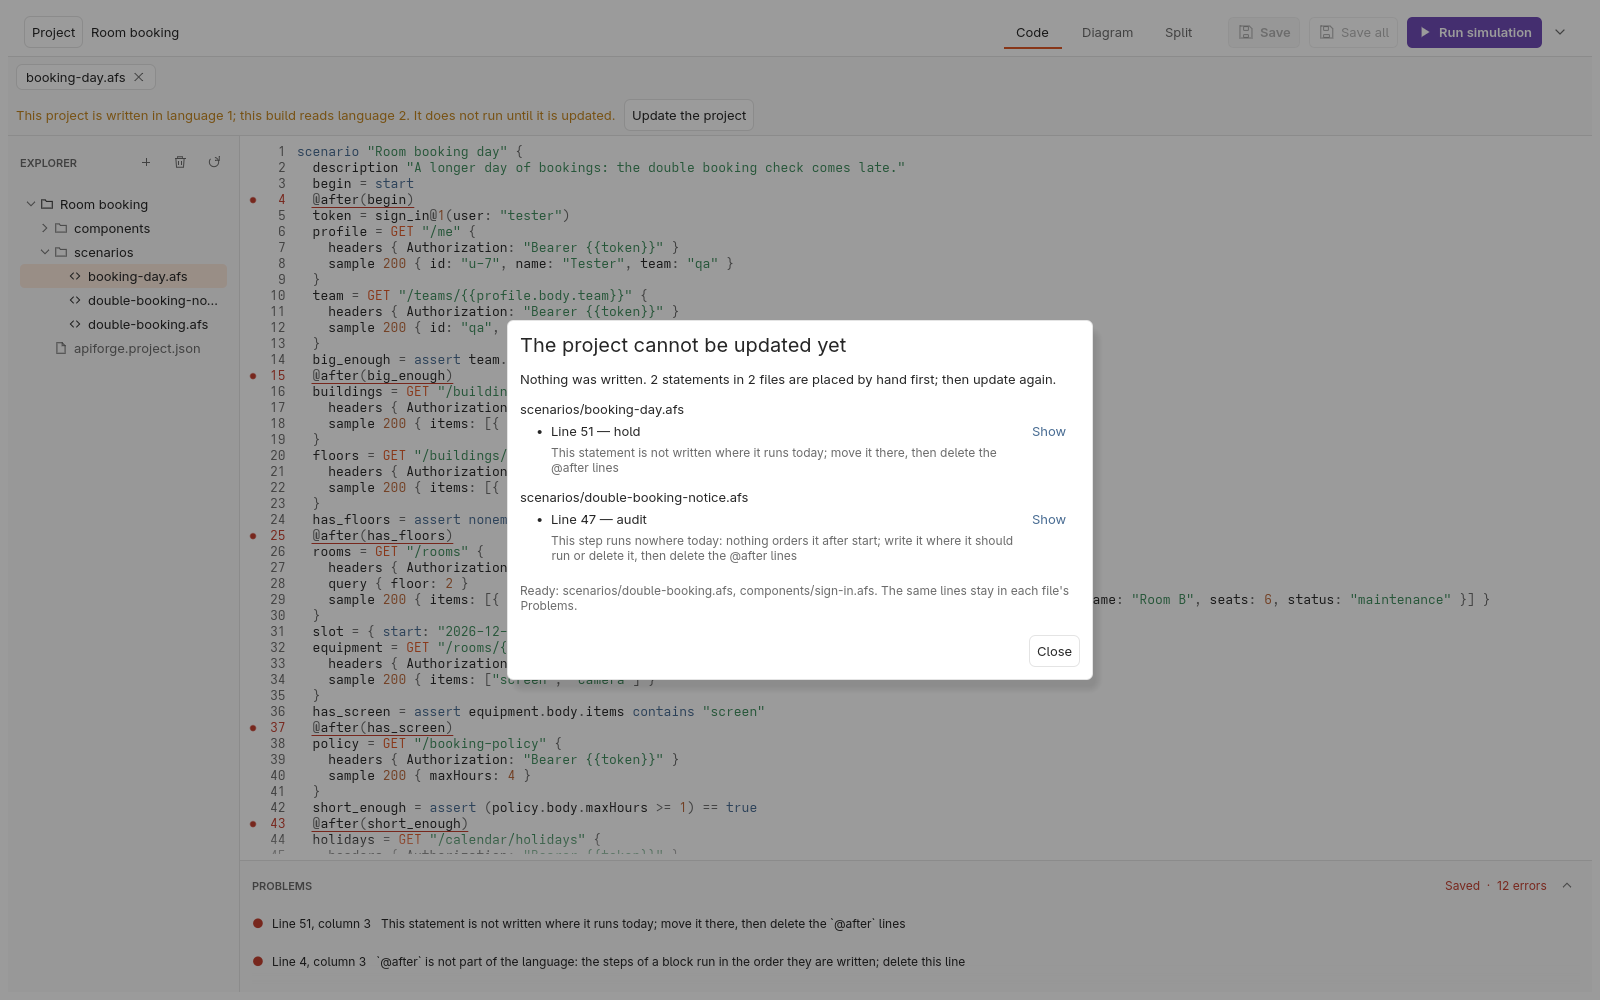 Project Room booking Code Diagram Split Save Save all Run simulation
booking-day.afs
This project is written in language 1; this build reads language 2. It does not run until it is updated. Update the project
EXPLORER
Room booking
components
scenarios
booking-day.afs
double-booking-no...
double-booking.afs
apiforge.project.json
1 scenario "Room booking day" {
2 description "A longer day of bookings: the double booking check comes late."
3 begin = start
4 @after(begin)
5 token = sign_in@1(user: "tester")
6 profile = GET "/me" {
7 headers { Authorization: "Bearer {{token}}" }
8 sample 200 { id: "u-7", name: "Tester", team: "qa" }
9 }
10 team = GET "/teams/{{profile.body.team}}" {
11 headers { Authorization: "Bearer {{token}}" }
12 sample 200 { id: "qa",
13 }
14 big_enough = assert team.
15 @after(big_enough)
16 buildings = GET "/buildin
17 headers { Authorization
18 sample 200 { items: [{
19 }
20 floors = GET "/buildings/
21 headers { Authorization
22 sample 200 { items: [{
23 }
24 has_floors = assert nonem
25 @after(has_floors)
26 rooms = GET "/rooms" {
27 headers { Authorization
28 query { floor: 2 }
29 sample 200 { items: [{ ame: "Room B", seats: 6, status: "maintenance" }] }
30 }
31 slot = { start: "2026-12-
32 equipment = GET "/rooms/{
33 headers { Authorization
34 sample 200 { items: ["screen", "camera"] }
35 }
36 has_screen = assert equipment.body.items contains "screen"
37 @after(has_screen)
38 policy = GET "/booking-policy" {
39 headers { Authorization: "Bearer {{token}}" }
40 sample 200 { maxHours: 4 }
41 }
42 short_enough = assert (policy.body.maxHours >= 1) == true
43 @after(short_enough)
44 holidays = GET "/calendar/holidays" {
45 headers { Authorization: "Bearer {{token}}" }
The project cannot be updated yet
Nothing was written. 2 statements in 2 files are placed by hand first; then update again.
scenarios/booking-day.afs
• Line 51 — hold Show
This statement is not written where it runs today; move it there, then delete the
@after lines
scenarios/double-booking-notice.afs
• Line 47 — audit Show
This step runs nowhere today: nothing orders it after start; write it where it should
run or delete it, then delete the @after lines
Ready: scenarios/double-booking.afs, components/sign-in.afs. The same lines stay in each file's
Problems.
Close
PROBLEMS Saved · 12 errors
Line 51, column 3 This statement is not written where it runs today; move it there, then delete the `@after` lines
Line 4, column 3 `@after` is not part of the language: the steps of a block run in the order they are written; delete this line